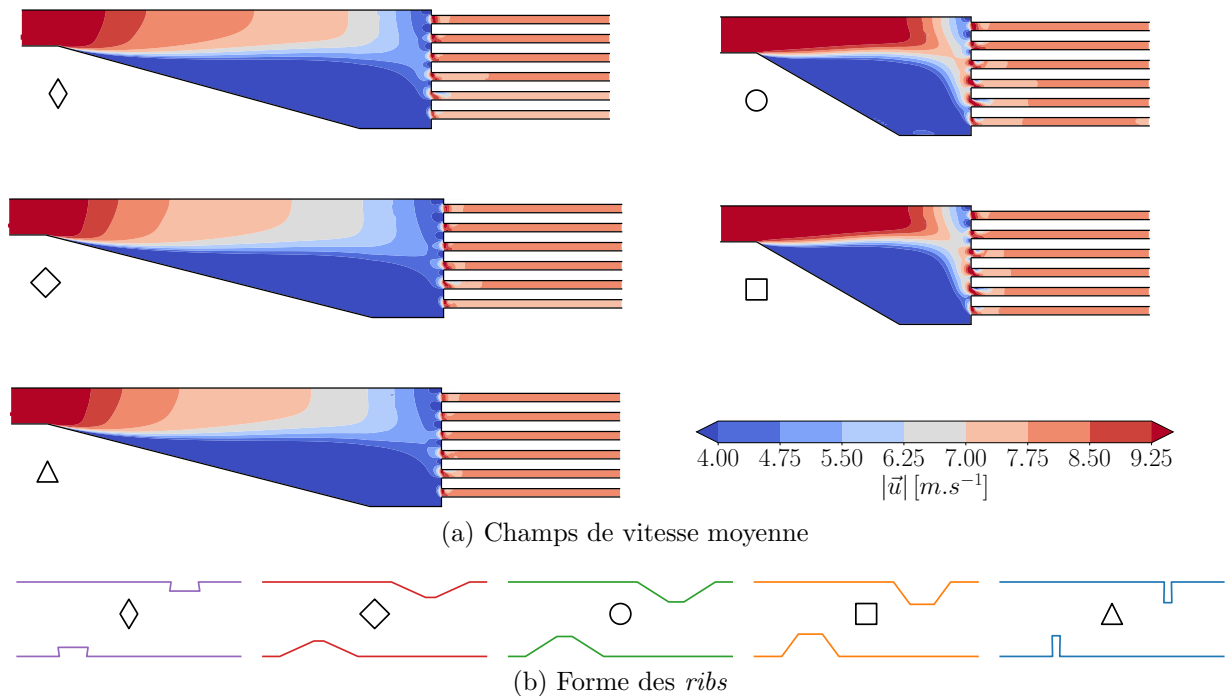 4.00 4.75 5.50 6.25 7.00 7.75 8.50 9.25
|u⃗| [m.s⁻¹]
(a) Champs de vitesse moyenne
(b) Forme des ribs